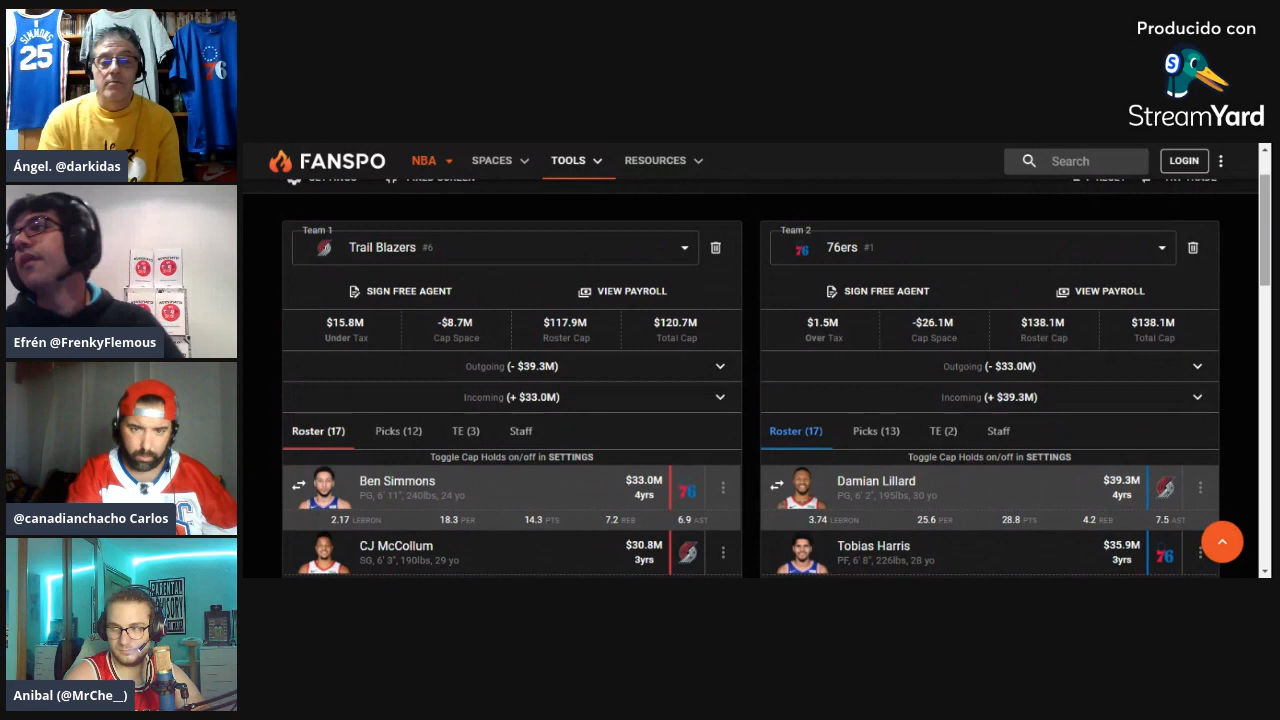 Producido con
StreamYard
SIMMONS
25
76
Ángel. @darkidas
Efrén @FrenkyFlemous
@canadianchacho Carlos
PARENTAL
ADVISORY
Anibal (@MrChe__)
FANSPO
NBA
SPACES
TOOLS
RESOURCES
Search
LOGIN
Team 1
Trail Blazers #6
SIGN FREE AGENT
VIEW PAYROLL
$15.8M
-$8.7M
$117.9M
$120.7M
Under Tax
Cap Space
Roster Cap
Total Cap
Outgoing (- $39.3M)
Incoming (+ $33.0M)
Roster (17)
Picks (12)
TE (3)
Staff
Toggle Cap Holds on/off in SETTINGS
Ben Simmons
$33.0M
PG, 6' 11", 240lbs, 24 yo
4yrs
76
2.17 LEBRON
18.3 PER
14.3 PTS
7.2 REB
6.9 AST
CJ McCollum
$30.8M
SG, 6' 3", 190lbs, 29 yo
3yrs
Team 2
76
76ers #1
SIGN FREE AGENT
VIEW PAYROLL
$1.5M
-$26.1M
$138.1M
$138.1M
Over Tax
Cap Space
Roster Cap
Total Cap
Outgoing (- $33.0M)
Incoming (+ $39.3M)
Roster (17)
Picks (13)
TE (2)
Staff
Toggle Cap Holds on/off in SETTINGS
Damian Lillard
$39.3M
PG, 6' 2", 195lbs, 30 yo
4yrs
3.74 LEBRON
25.6 PER
28.8 PTS
4.2 REB
7.5 AST
Tobias Harris
$35.9M
PF, 6' 8", 226lbs, 28 yo
3yrs
76